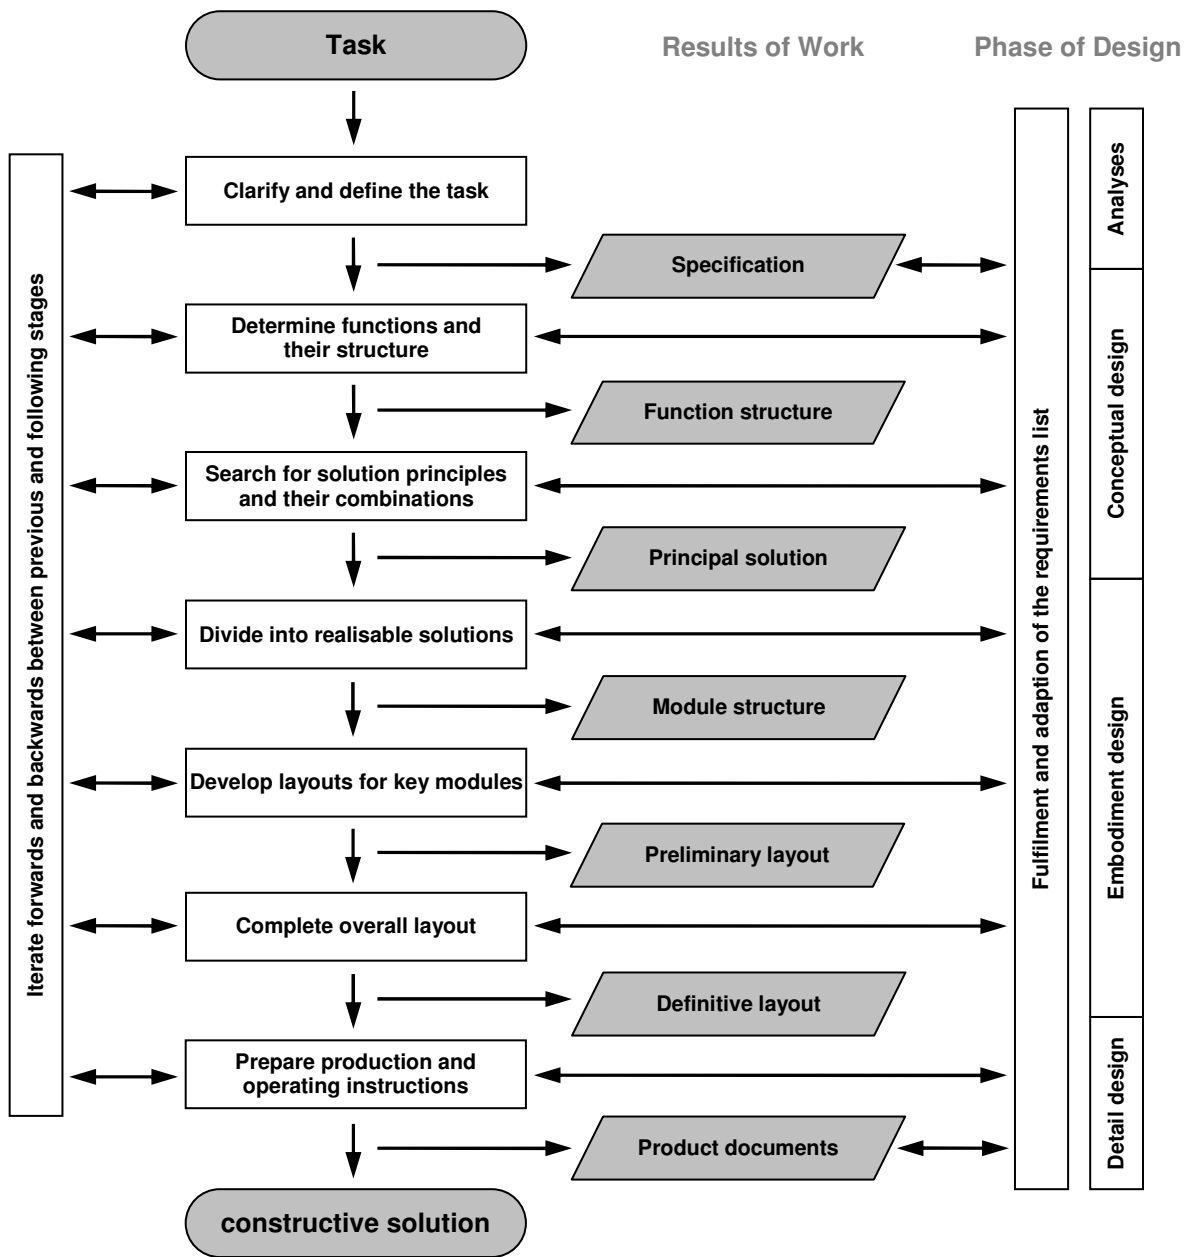 Task
Results of Work
Phase of Design
Clarify and define the task
Specification
Determine functions and
their structure
Function structure
Search for solution principles
and their combinations
Principal solution
Divide into realisable solutions
Module structure
Develop layouts for key modules
Preliminary layout
Complete overall layout
Definitive layout
Prepare production and
operating instructions
Product documents
constructive solution
Iterate forwards and backwards between previous and following stages
Fulfilment and adaption of the requirements list
Analyses
Conceptual design
Embodiment design
Detail design